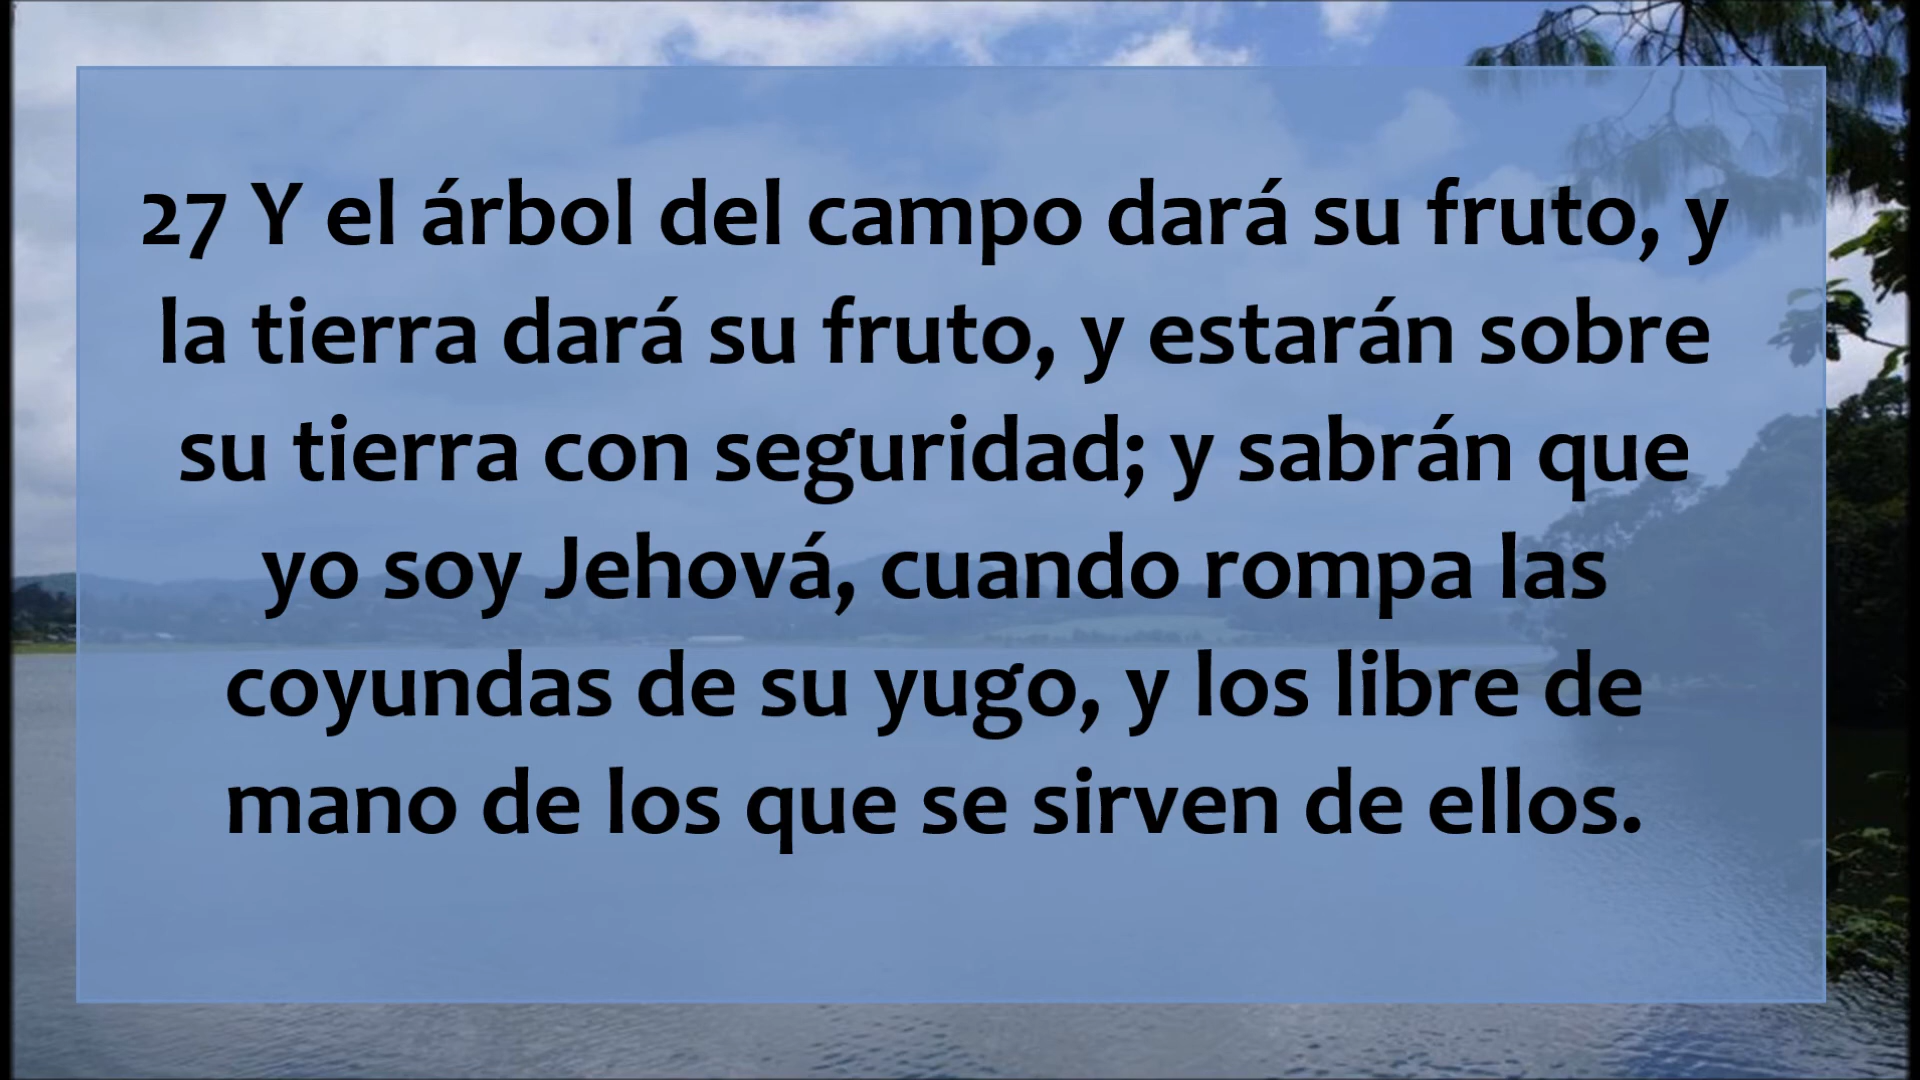 27 Y el árbol del campo dará su fruto, y
la tierra dará su fruto, y estarán sobre
su tierra con seguridad; y sabrán que
yo soy Jehová, cuando rompa las
coyundas de su yugo, y los libre de
mano de los que se sirven de ellos.